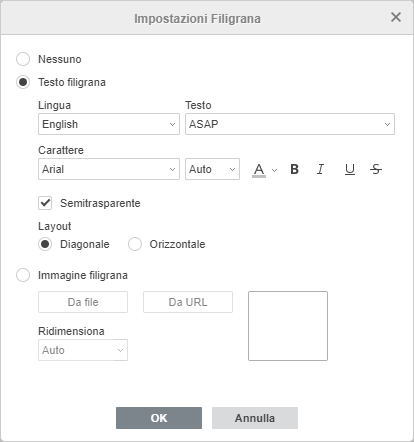 Impostazioni Filigrana
Nessuno
Testo filigrana
Lingua Testo
English ASAP
Carattere
Arial Auto A B I U S
Semitrasparente
Layout
Diagonale Orizzontale
Immagine filigrana
Da file Da URL
Ridimensiona
Auto
OK Annulla